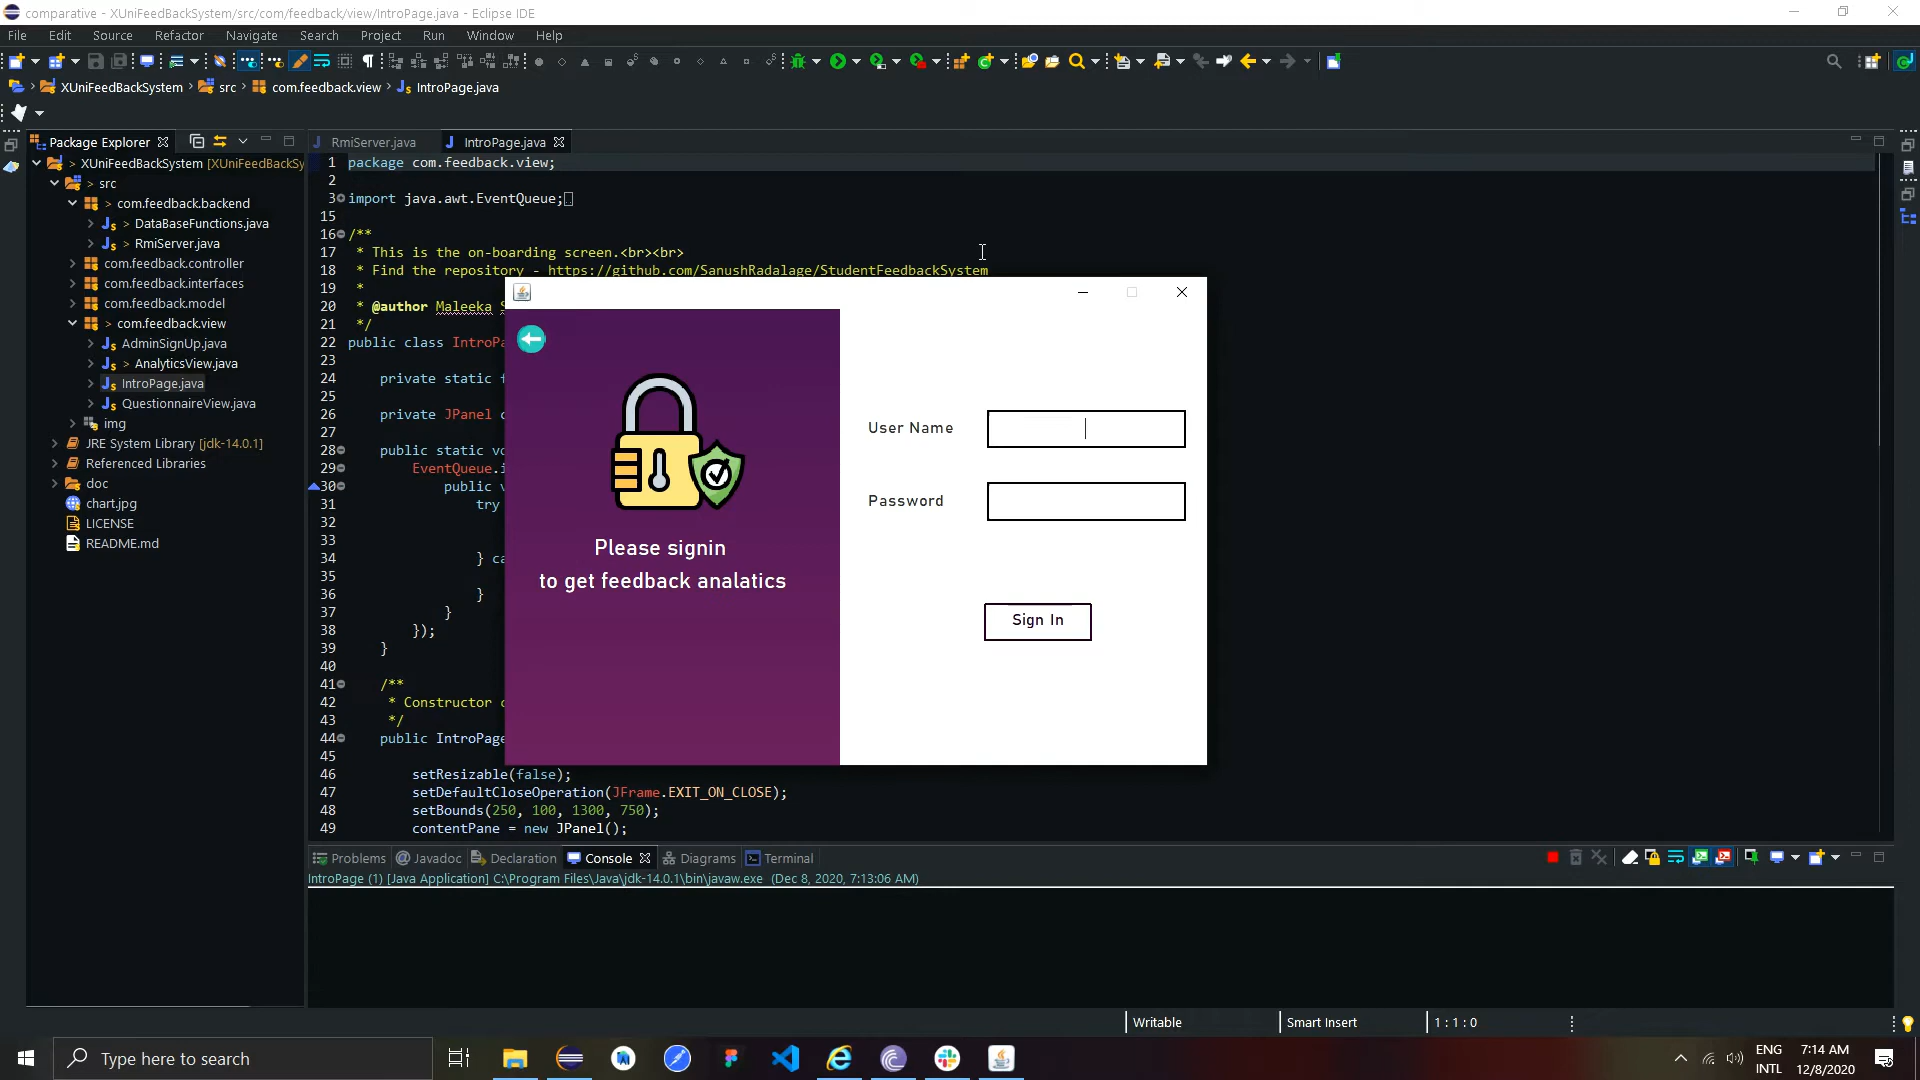 comparative - XUniFeedBackSystem/src/com/feedback/view/IntroPage.java - Eclipse IDE
File Edit Source Refactor Navigate Search Project Run Window Help
XUniFeedBackSystem > src > com.feedback.view > IntroPage.java
Package Explorer
> XUniFeedBackSystem [XUniFeedBackSy
> src
> com.feedback.backend
> DataBaseFunctions.java
> RmiServer.java
com.feedback.controller
com.feedback.interfaces
com.feedback.model
> com.feedback.view
AdminSignUp.java
> AnalyticsView.java
IntroPage.java
QuestionnaireView.java
img
JRE System Library [jdk-14.0.1]
Referenced Libraries
doc
chart.jpg
LICENSE
README.md
RmiServer.java IntroPage.java
1 package com.feedback.view;
2
3 import java.awt.EventQueue;
15
16 /**
17 * This is the on-boarding screen.<br><br>
18 * Find the repository - https://github.com/SanushRadalage/StudentFeedbackSystem
19 *
20 * @author Maleeka
21 */
22 public class IntroPa
23
24 private static f
25
26 private JPanel c
27
28 public static vo
29 EventQueue.i
30 public v
31 try
32
33
34 } ca
35
36 }
37 }
38 });
39 }
40
41 /**
42 * Constructor c
43 */
44 public IntroPage
45
46 setResizable(false);
47 setDefaultCloseOperation(JFrame.EXIT_ON_CLOSE);
48 setBounds(250, 100, 1300, 750);
49 contentPane = new JPanel();
Please signin
to get feedback analatics
User Name
Password
Sign In
Problems @ Javadoc Declaration Console Diagrams Terminal
IntroPage (1) [Java Application] C:\Program Files\Java\jdk-14.0.1\bin\javaw.exe (Dec 8, 2020, 7:13:06 AM)
Writable Smart Insert 1 : 1 : 0
Type here to search
ENG
INTL
7:14 AM
12/8/2020